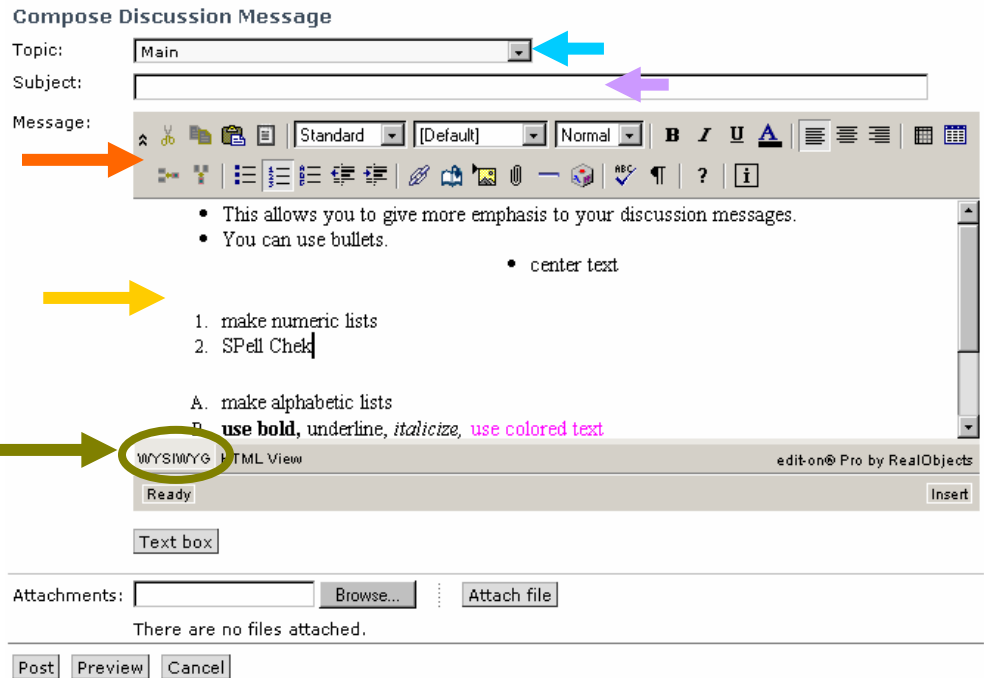 Compose Discussion Message
Topic: Main
Subject:
Message:
Standard [Default] Normal B I U A
ABC ¶ ? i
• This allows you to give more emphasis to your discussion messages.
• You can use bullets.
• center text
1. make numeric lists
2. SPell Chek
A. make alphabetic lists
B. use bold, underline, italicize, use colored text
WYSIWYG HTML View edit-on® Pro by RealObjects
Ready Insert
Text box
Attachments: Browse... Attach file
There are no files attached.
Post Preview Cancel